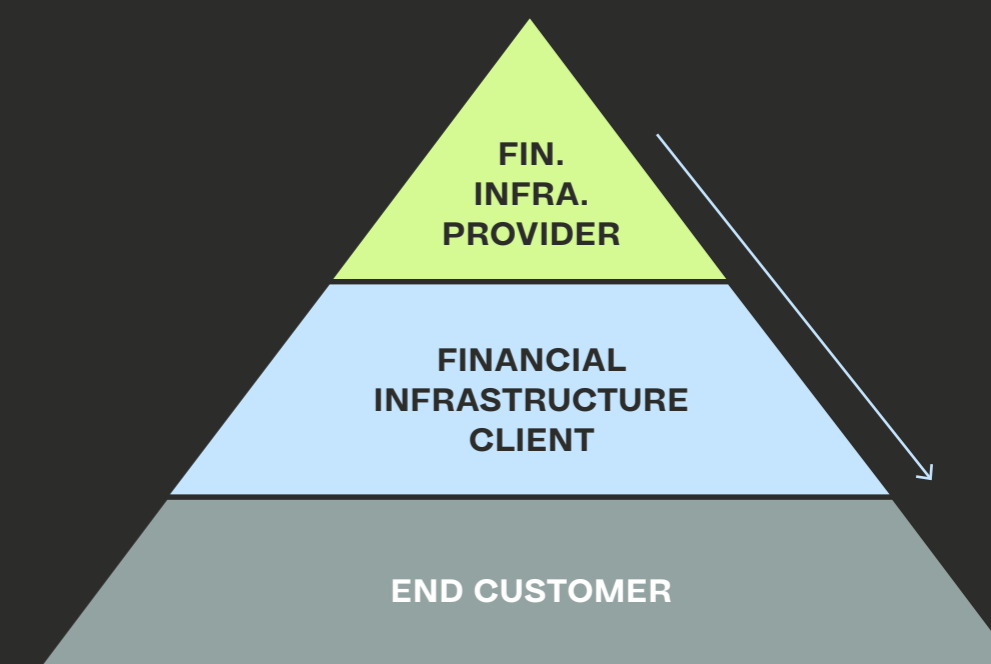 FIN.
INFRA.
PROVIDER
FINANCIAL
INFRASTRUCTURE
CLIENT
END CUSTOMER